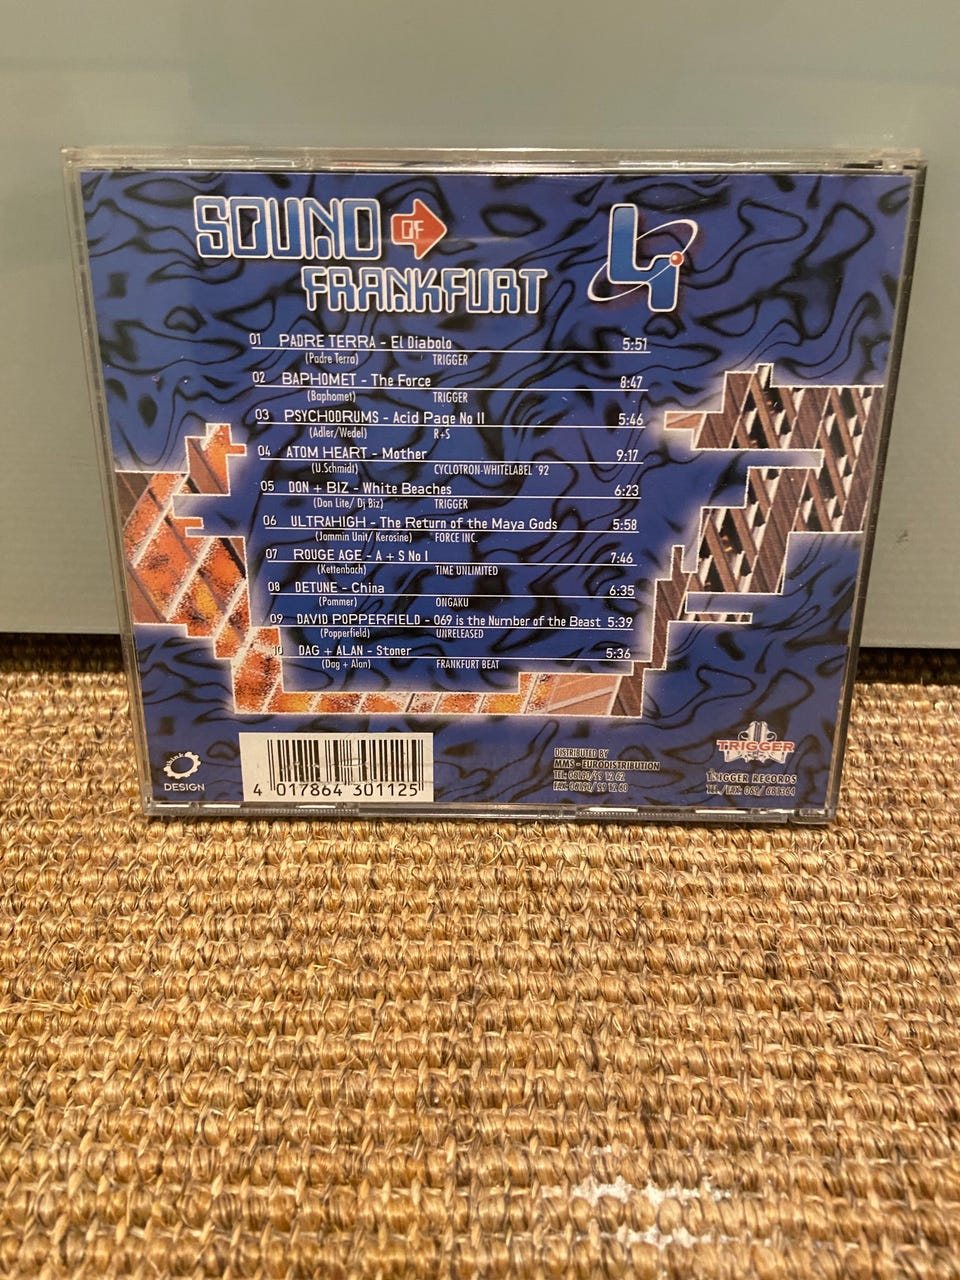 SOUND OF
FRANKFURT
4
01 PADRE TERRA - El Diabolo 5:51
(Padre Terra) TRIGGER
02 BAPHOMET - The Force 8:47
(Baphomet) TRIGGER
03 PSYCHODRUMS - Acid Page No II 5:46
(Adler/Wedel) R+S
04 ATOM HEART - Mother 9:17
(U.Schmidt) CYCLOTRON-WHITELABEL '92
05 DON + BIZ - White Beaches 6:23
(Don Lite/ Dj Biz) TRIGGER
06 ULTRAHIGH - The Return of the Maya Gods 5:58
(Jammin Unit/ Kerosine) FORCE INC.
07 ROUGE AGE - A + S No I 7:46
(Kettenbach) TIME UNLIMITED
08 DETUNE - China 6:35
(Pommer) ONGAKU
09 DAVID POPPERFIELD - 069 is the Nurmber of the Beast 5:39
(Popperfield) UNRELEASED
10 DAG + ALAN - Stoner 5:36
(Dag + Alan) FRANKFURT BEAT
DESIGN
4 017864 301125
DISTRIBUTED BY
MMS - EURODISTRIBUTION
TRIGGER
TRIGGER RECORDS